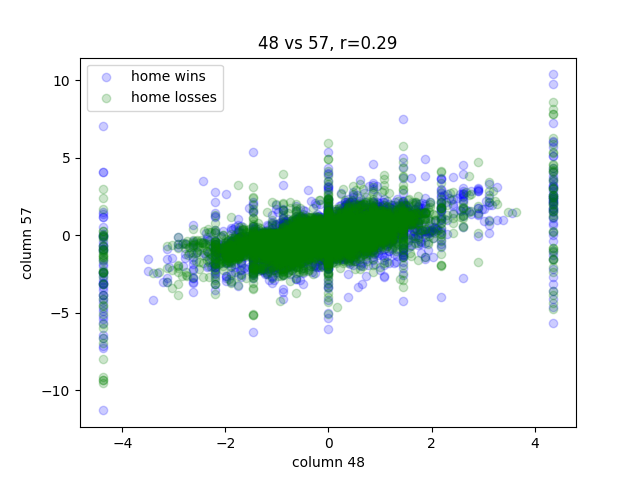 48 vs 57, r=0.29
home wins
home losses
10
5
0
−5
−10
column 57
−4
−2
0
2
4
column 48